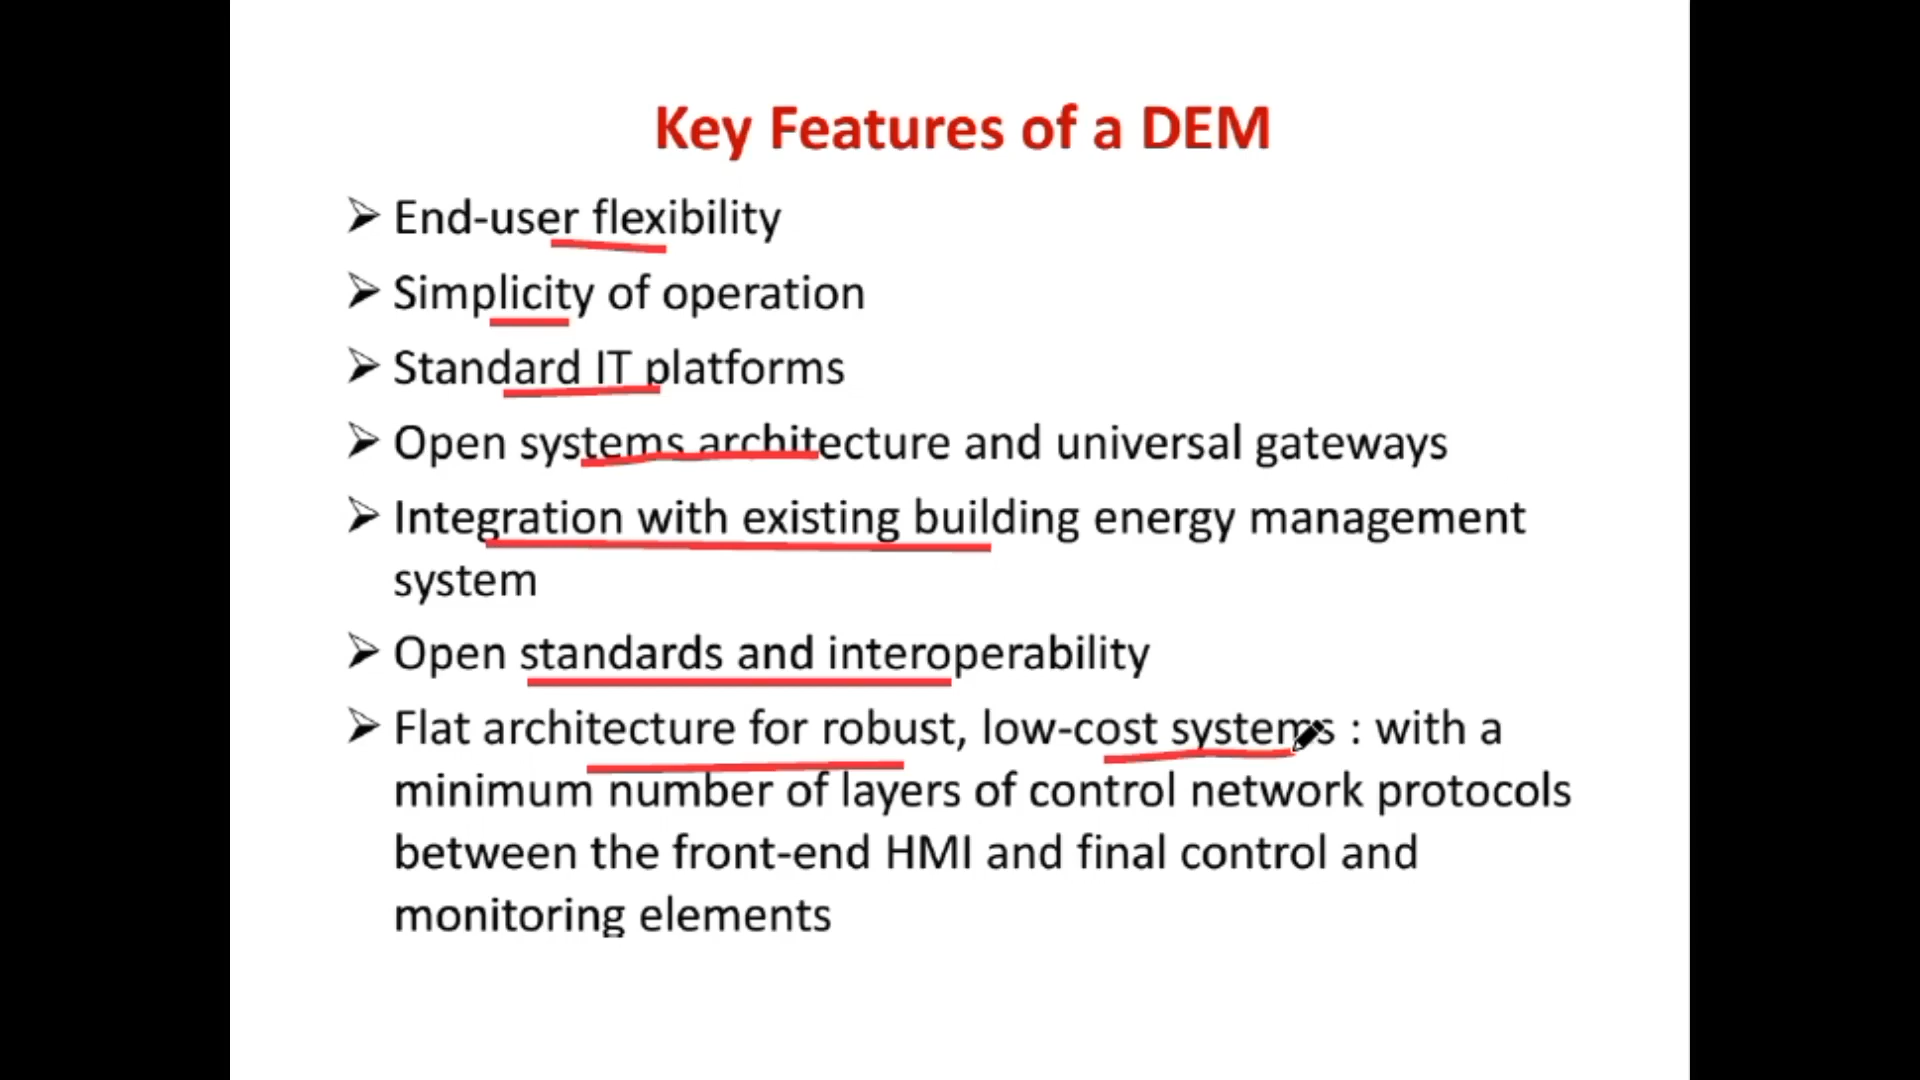 Key Features of a DEM
➢ End-user flexibility
➢ Simplicity of operation
➢ Standard IT platforms
➢ Open systems architecture and universal gateways
➢ Integration with existing building energy management
system
➢ Open standards and interoperability
➢ Flat architecture for robust, low-cost systems : with a
minimum number of layers of control network protocols
between the front-end HMI and final control and
monitoring elements